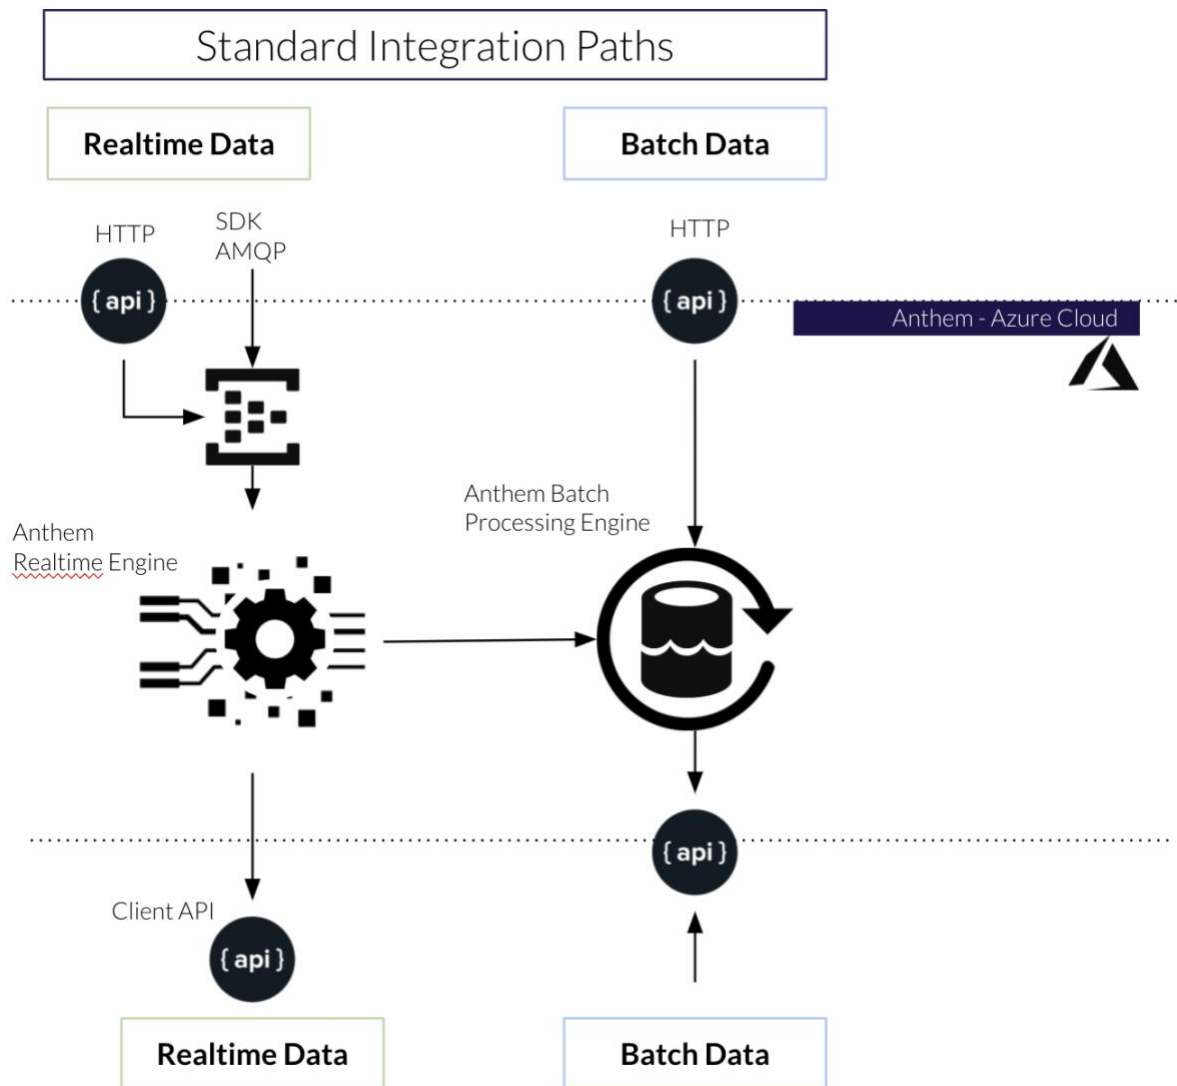 Standard Integration Paths
Realtime Data
Batch Data
HTTP
SDK
AMQP
HTTP
{ api }
{ api }
Anthem - Azure Cloud
Anthem Batch
Processing Engine
Anthem
Realtime Engine
{ api }
Client API
{ api }
Realtime Data
Batch Data